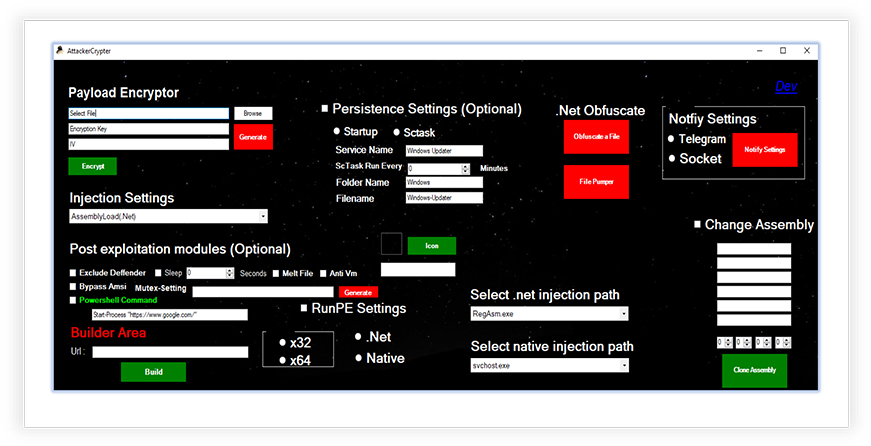 AttackerCrypter
Dev
Payload Encryptor
Select File
Browse
Encryption Key
IV
Generate
Encrypt
Injection Settings
AssemblyLoad(.Net)
Post exploitation modules (Optional)
Exclude Deffender
Sleep
0
Seconds
Melt File
Anti Vm
Bypass Amsi
Mutex-Setting
Generate
Powershell Command
Start-Process "https://www.google.com/"
Builder Area
Url :
Build
Persistence Settings (Optional)
Startup
Sctask
Service Name
Windows Updater
ScTask Run Every
0
Minutes
Folder Name
Windows
Filename
Windows-Updater
Icon
RunPE Settings
x32
x64
.Net
Native
.Net Obfuscate
Obfuscate a File
File Pumper
Select .net injection path
RegAsm.exe
Select native injection path
svchost.exe
Notfiy Settings
Telegram
Socket
Notify Settings
Change Assembly
0 0 0 0
Clone Assembly